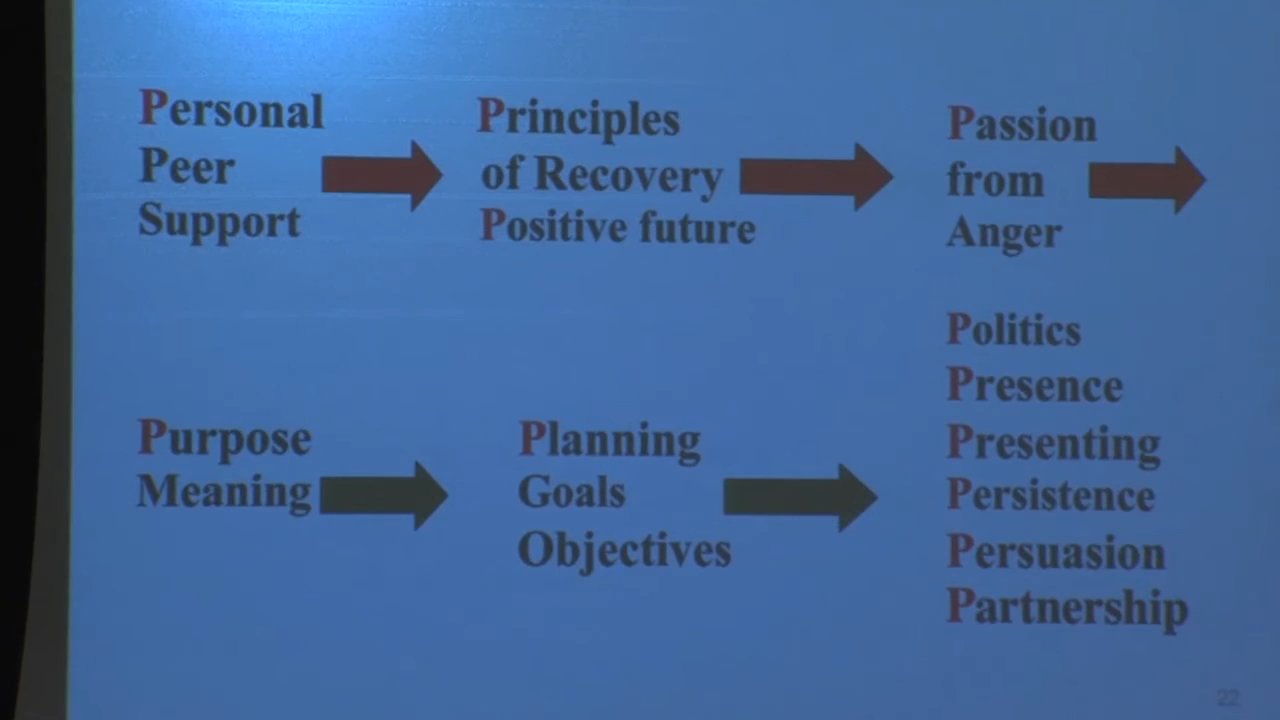 Personal
Peer
Support
Principles
of Recovery
Positive future
Passion
from
Anger
Purpose
Meaning
Planning
Goals
Objectives
Politics
Presence
Presenting
Persistence
Persuasion
Partnership
22